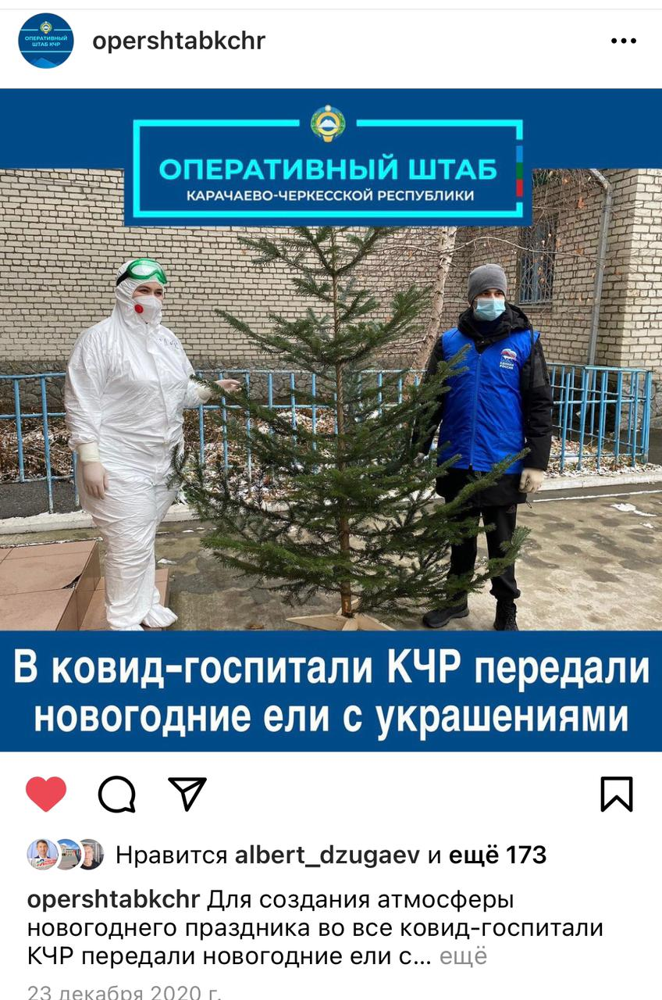 ОПЕРАТИВНЫЙ
ШТАБ КЧР
opershtabkchr
ОПЕРАТИВНЫЙ ШТАБ
КАРАЧАЕВО-ЧЕРКЕССКОЙ РЕСПУБЛИКИ
ЕДИНАЯ
РОССИЯ
В ковид-госпитали КЧР передали
новогодние ели с украшениями
Нравится albert_dzugaev и ещё 173
opershtabkchr Для создания атмосферы
новогоднего праздника во все ковид-госпитали
КЧР передали новогодние ели с... ещё
23 декабря 2020 г.